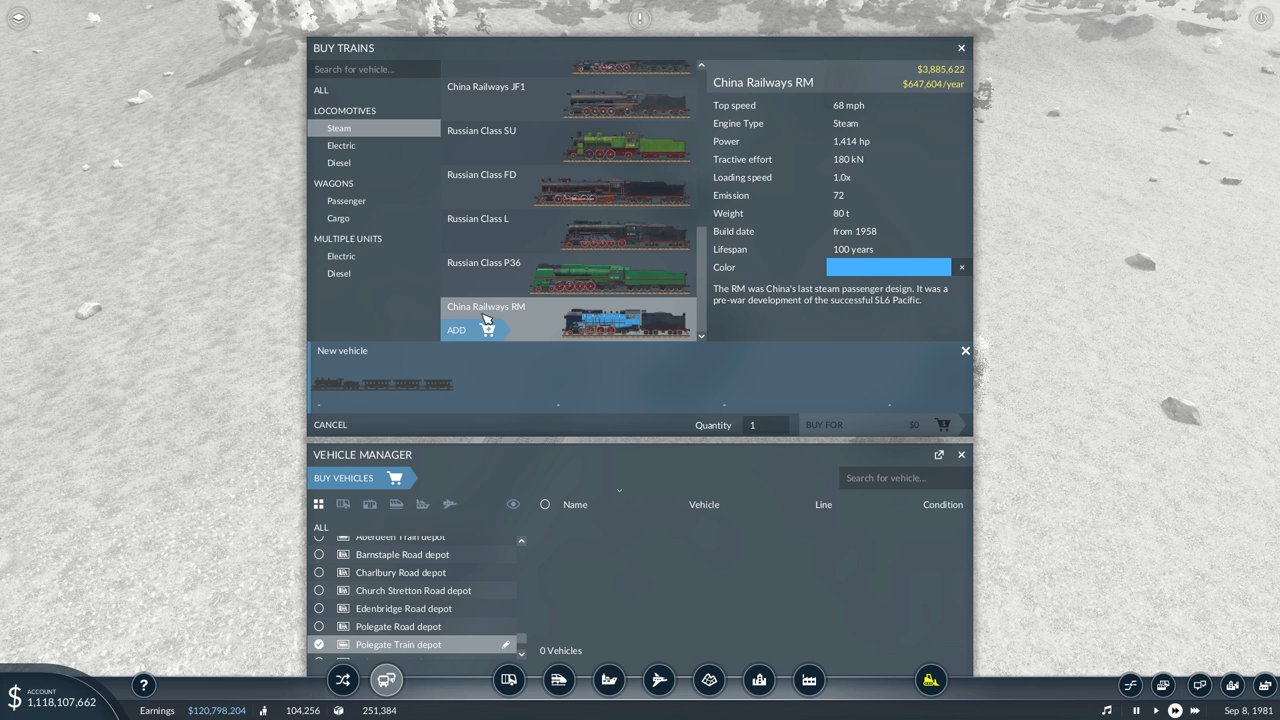 BUY TRAINS
Search for vehicle...
ALL
LOCOMOTIVES
Steam
Electric
Diesel
WAGONS
Passenger
Cargo
MULTIPLE UNITS
Electric
Diesel
China Railways JF1
Russian Class SU
Russian Class FD
Russian Class L
Russian Class P36
China Railways RM
ADD
China Railways RM
$3,885,622
$647,604/year
Top speed 68 mph
Engine Type Steam
Power 1,414 hp
Tractive effort 180 kN
Loading speed 1.0x
Emission 72
Weight 80 t
Build date from 1958
Lifespan 100 years
Color
The RM was China's last steam passenger design. It was a
pre-war development of the successful SL6 Pacific.
New vehicle
- - - -
CANCEL
Quantity 1
BUY FOR $0
VEHICLE MANAGER
BUY VEHICLES
Search for vehicle...
Name Vehicle Line Condition
ALL
Aberdeen Train depot
Barnstaple Road depot
Charlbury Road depot
Church Stretton Road depot
Edenbridge Road depot
Polegate Road depot
Polegate Train depot
0 Vehicles
$ ACCOUNT
1,118,107,662
?
Earnings $120,798,204 104,256 251,384
Sep 8, 1981